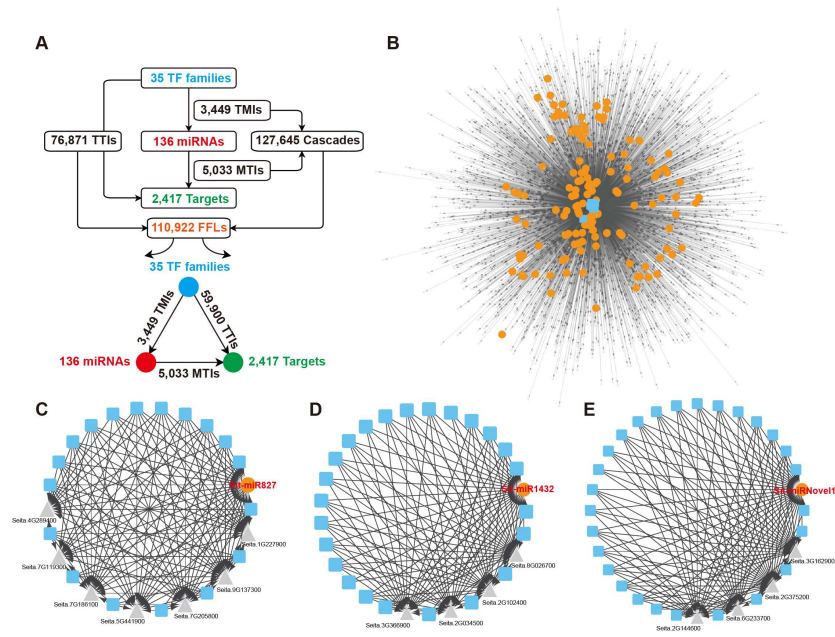 A
35 TF families
3,449 TMIs
76,871 TTIs
136 miRNAs
127,645 Cascades
5,033 MTIs
2,417 Targets
110,922 FFLs
35 TF families
3,449 TMIs
59,900 TTIs
136 miRNAs
2,417 Targets
5,033 MTIs
B
C
Sit-miR827
Seita.4G289400
Seita.1G227900
Seita.7G119300
Seita.9G137300
Seita.7G186100
Seita.7G205800
Seita.5G441900
D
Sit-miR1432
Seita.8G026700
Seita.2G102400
Seita.2G034500
Seita.3G366900
E
Sit-miRNovel1
Seita.3G162900
Seita.2G375200
Seita.6G233700
Seita.2G144600